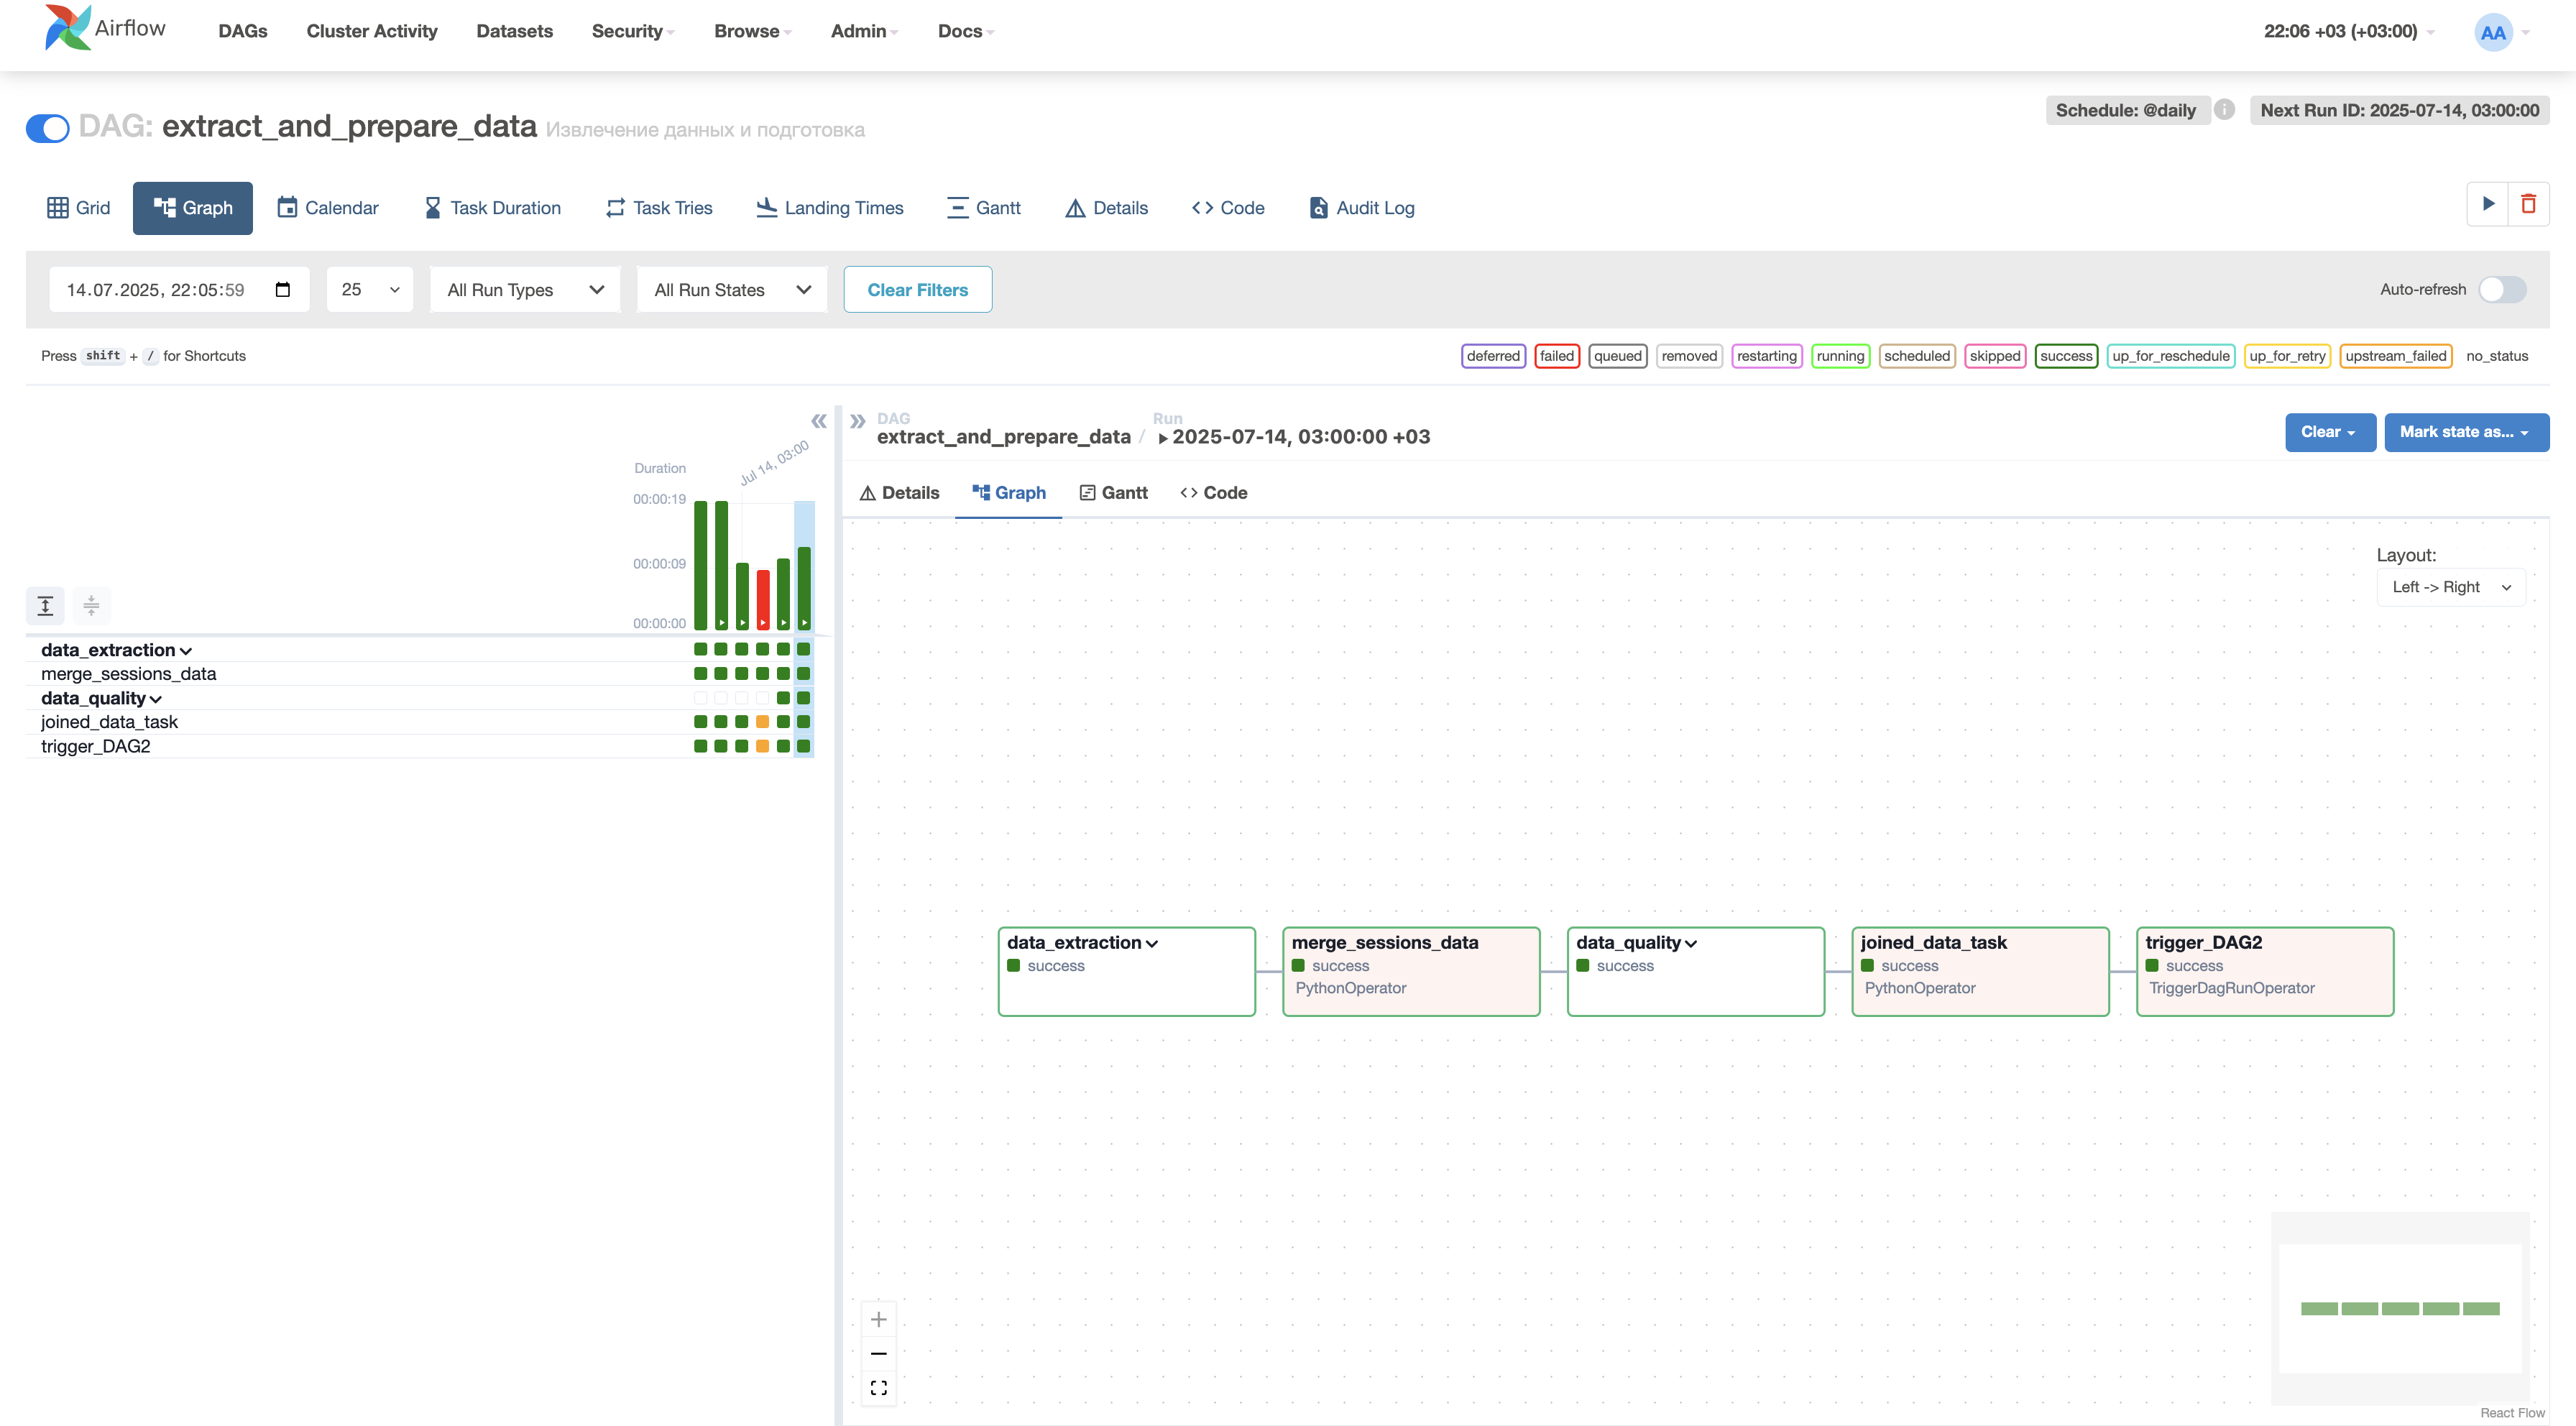 Airflow DAGs Cluster Activity Datasets Security Browse Admin Docs 22:06 +03 (+03:00) AA
DAG: extract_and_prepare_data Извлечение данных и подготовка Schedule: @daily i Next Run ID: 2025-07-14, 03:00:00
Grid Graph Calendar Task Duration Task Tries Landing Times Gantt Details Code Audit Log
14.07.2025, 22:05:59 25 All Run Types All Run States Clear Filters Auto-refresh
Press shift + / for Shortcuts deferred failed queued removed restarting running scheduled skipped success up_for_reschedule up_for_retry upstream_failed no_status
Duration
Jul 14, 03:00
00:00:19
00:00:09
00:00:00
data_extraction
merge_sessions_data
data_quality
joined_data_task
trigger_DAG2
DAG Run
extract_and_prepare_data / 2025-07-14, 03:00:00 +03 Clear Mark state as...
Details Graph Gantt Code
Layout:
Left -> Right
data_extraction
success
merge_sessions_data
success
PythonOperator
data_quality
success
joined_data_task
success
PythonOperator
trigger_DAG2
success
TriggerDagRunOperator
React Flow